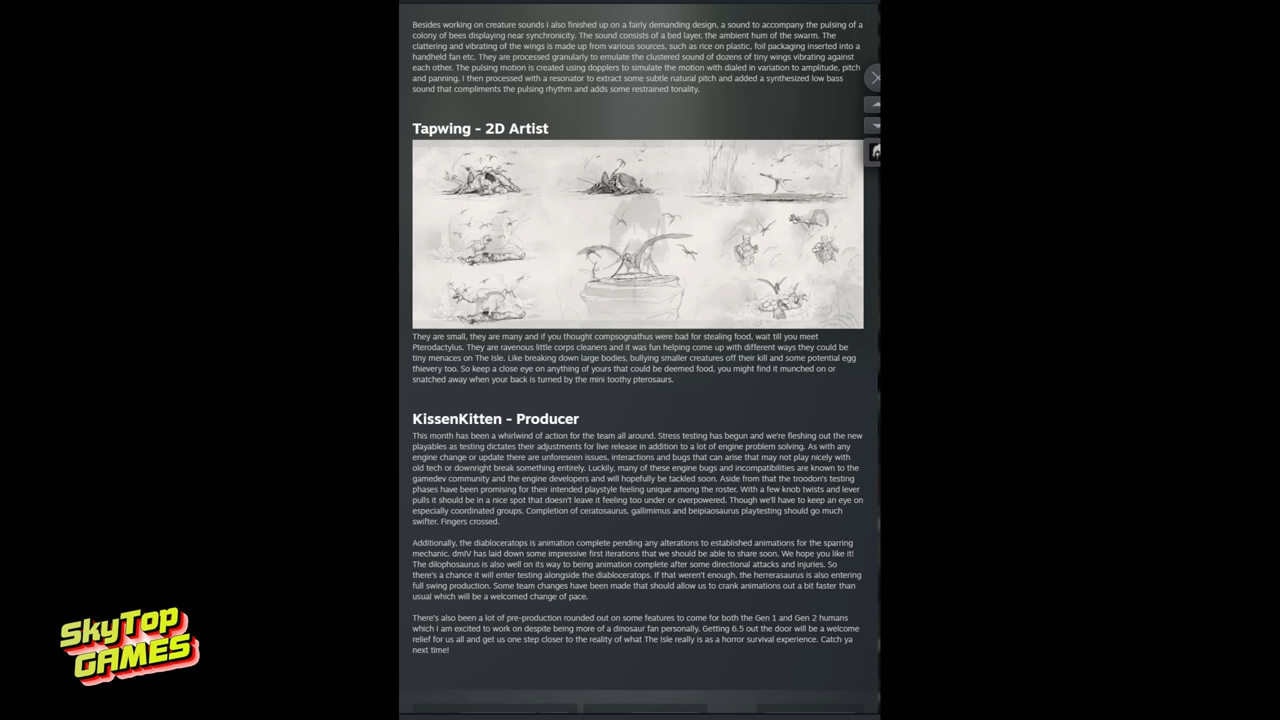 Besides working on creature sounds I also finished up on a fairly demanding design, a sound to accompany the pulsing of a
colony of bees displaying near synchronicity. The sound consists of a bed layer, the ambient hum of the swarm. The
clattering and vibrating of the wings is made up from various sources, such as rice on plastic, foil packaging inserted into a
handheld fan etc. They are processed granularly to emulate the clustered sound of dozens of tiny wings vibrating against
each other. The pulsing motion is created using dopplers to simulate the motion with dialed in variation to amplitude, pitch
and panning. I then processed with a resonator to extract some subtle natural pitch and added a synthesized low bass
sound that compliments the pulsing rhythm and adds some restrained tonality.
Tapwing - 2D Artist
They are small, they are many and if you thought compsognathus were bad for stealing food, wait till you meet
Pterodactylus. They are ravenous little corps cleaners and it was fun helping come up with different ways they could be
tiny menaces on The Isle. Like breaking down large bodies, bullying smaller creatures off their kill and some potential egg
thievery too. So keep a close eye on anything of yours that could be deemed food, you might find it munched on or
snatched away when your back is turned by the mini toothy pterosaurs.
KissenKitten - Producer
This month has been a whirlwind of action for the team all around. Stress testing has begun and we're fleshing out the new
playables as testing dictates their adjustments for live release in addition to a lot of engine problem solving. As with any
engine change or update there are unforeseen issues, interactions and bugs that can arise that may not play nicely with
old tech or downright break something entirely. Luckily, many of these engine bugs and incompatibilities are known to the
gamedev community and the engine developers and will hopefully be tackled soon. Aside from that the troodon's testing
phases have been promising for their intended playstyle feeling unique among the roster. With a few knob twists and lever
pulls it should be in a nice spot that doesn't leave it feeling too under or overpowered. Though we'll have to keep an eye on
especially coordinated groups. Completion of ceratosaurus, gallimimus and beipiaosaurus playtesting should go much
swifter. Fingers crossed.
Additionally, the diabloceratops is animation complete pending any alterations to established animations for the sparring
mechanic. dmIV has laid down some impressive first iterations that we should be able to share soon. We hope you like it!
The dilophosaurus is also well on its way to being animation complete after some directional attacks and injuries. So
there's a chance it will enter testing alongside the diabloceratops. If that weren't enough, the herrerasaurus is also entering
full swing production. Some team changes have been made that should allow us to crank animations out a bit faster than
usual which will be a welcomed change of pace.
There's also been a lot of pre-production rounded out on some features to come for both the Gen 1 and Gen 2 humans
which I am excited to work on despite being more of a dinosaur fan personally. Getting 6.5 out the door will be a welcome
relief for us all and get us one step closer to the reality of what The Isle really is as a horror survival experience. Catch ya
next time!
SkyTop
GAMES